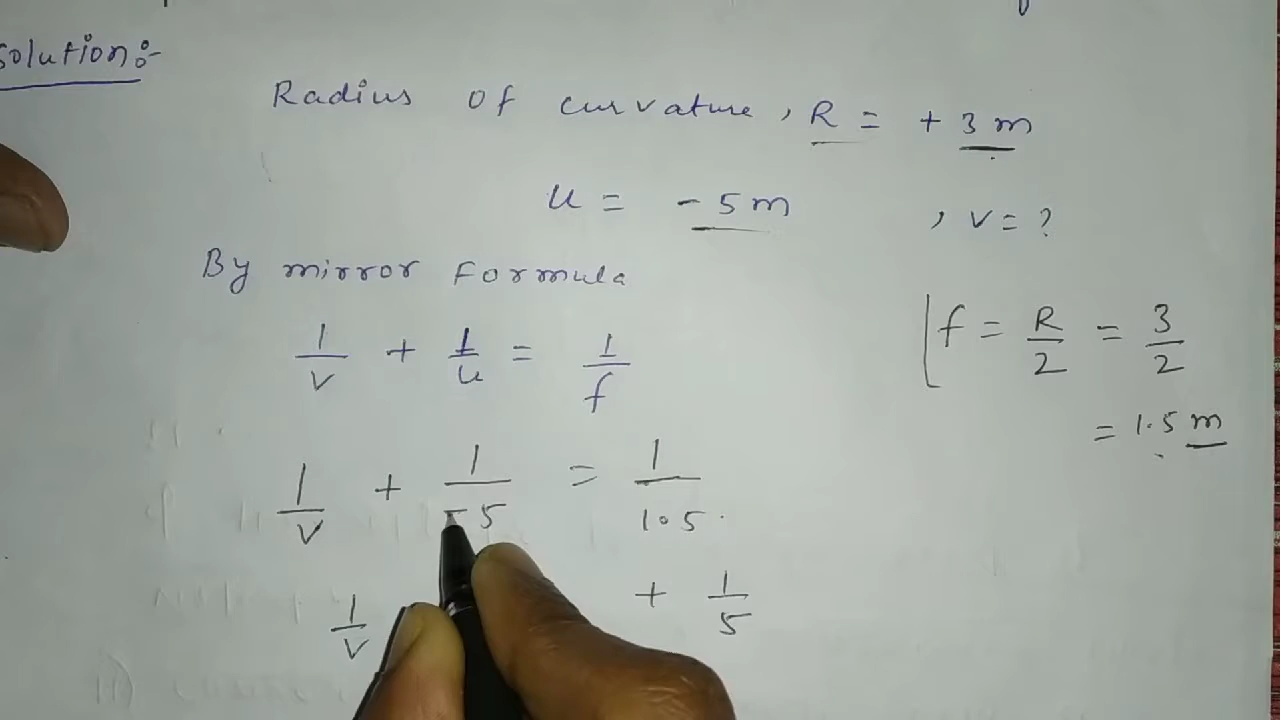 Solution:-
Radius of curvature, R = + 3 m
u = - 5 m , v = ?
By mirror Formula
1/v + 1/u = 1/f
f = R/2 = 3/2
= 1.5 m
1/v + 1/-5 = 1/1.5
1/v + 1/5